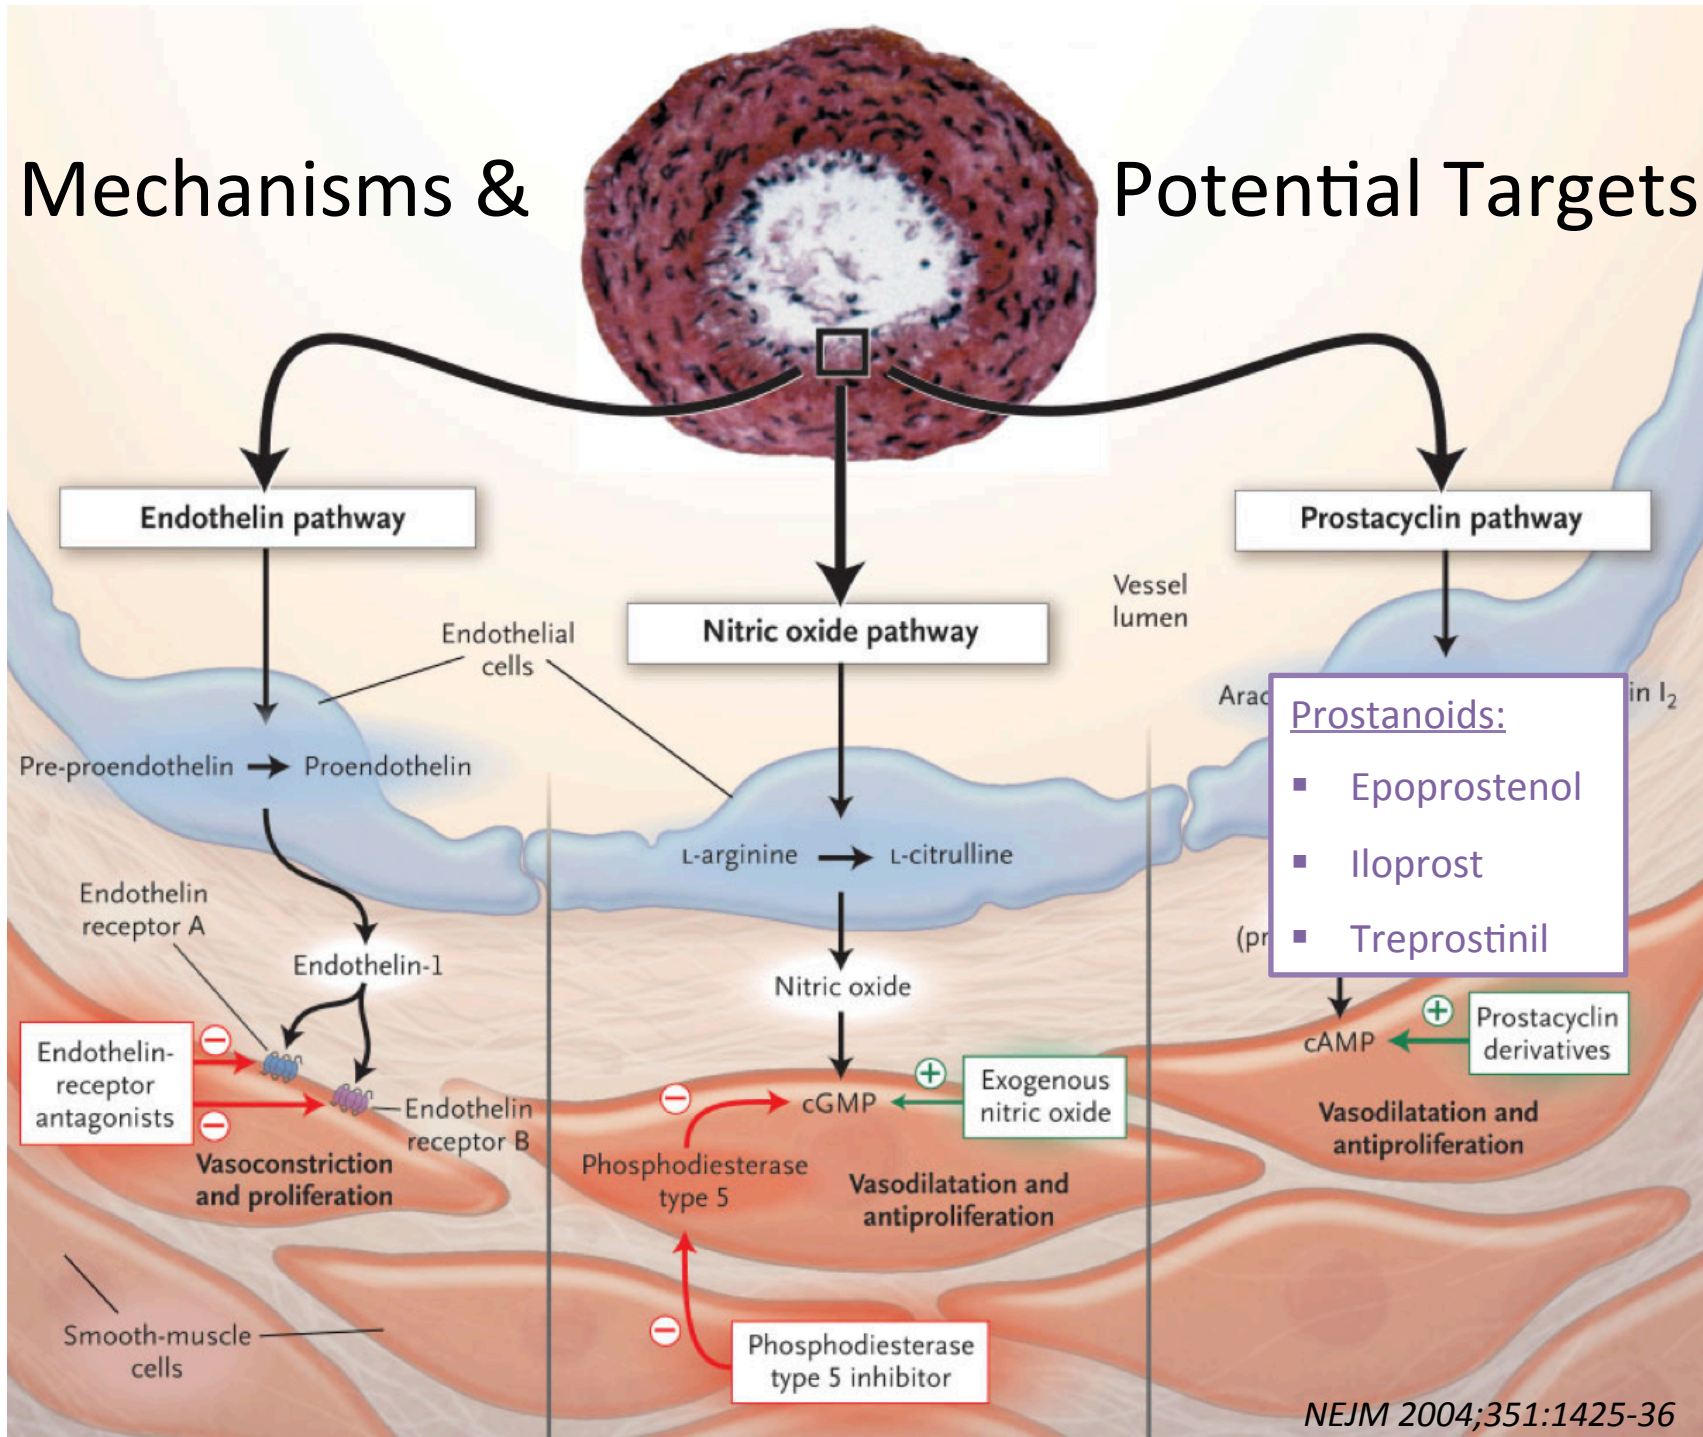 Mechanisms &
Potential Targets
Endothelin pathway
Nitric oxide pathway
Prostacyclin pathway
Vessel
lumen
Endothelial
cells
Pre-proendothelin
Proendothelin
Endothelin
receptor A
Endothelin-1
Endothelin-
receptor
antagonists
Endothelin
receptor B
Vasoconstriction
and proliferation
Smooth-muscle
cells
L-arginine
L-citrulline
Nitric oxide
cGMP
Exogenous
nitric oxide
Phosphodiesterase
type 5
Vasodilatation and
antiproliferation
Phosphodiesterase
type 5 inhibitor
Prostanoids:
▪ Epoprostenol
▪ Iloprost
▪ Treprostinil
cAMP
Prostacyclin
derivatives
Vasodilatation and
antiproliferation
NEJM 2004;351:1425-36